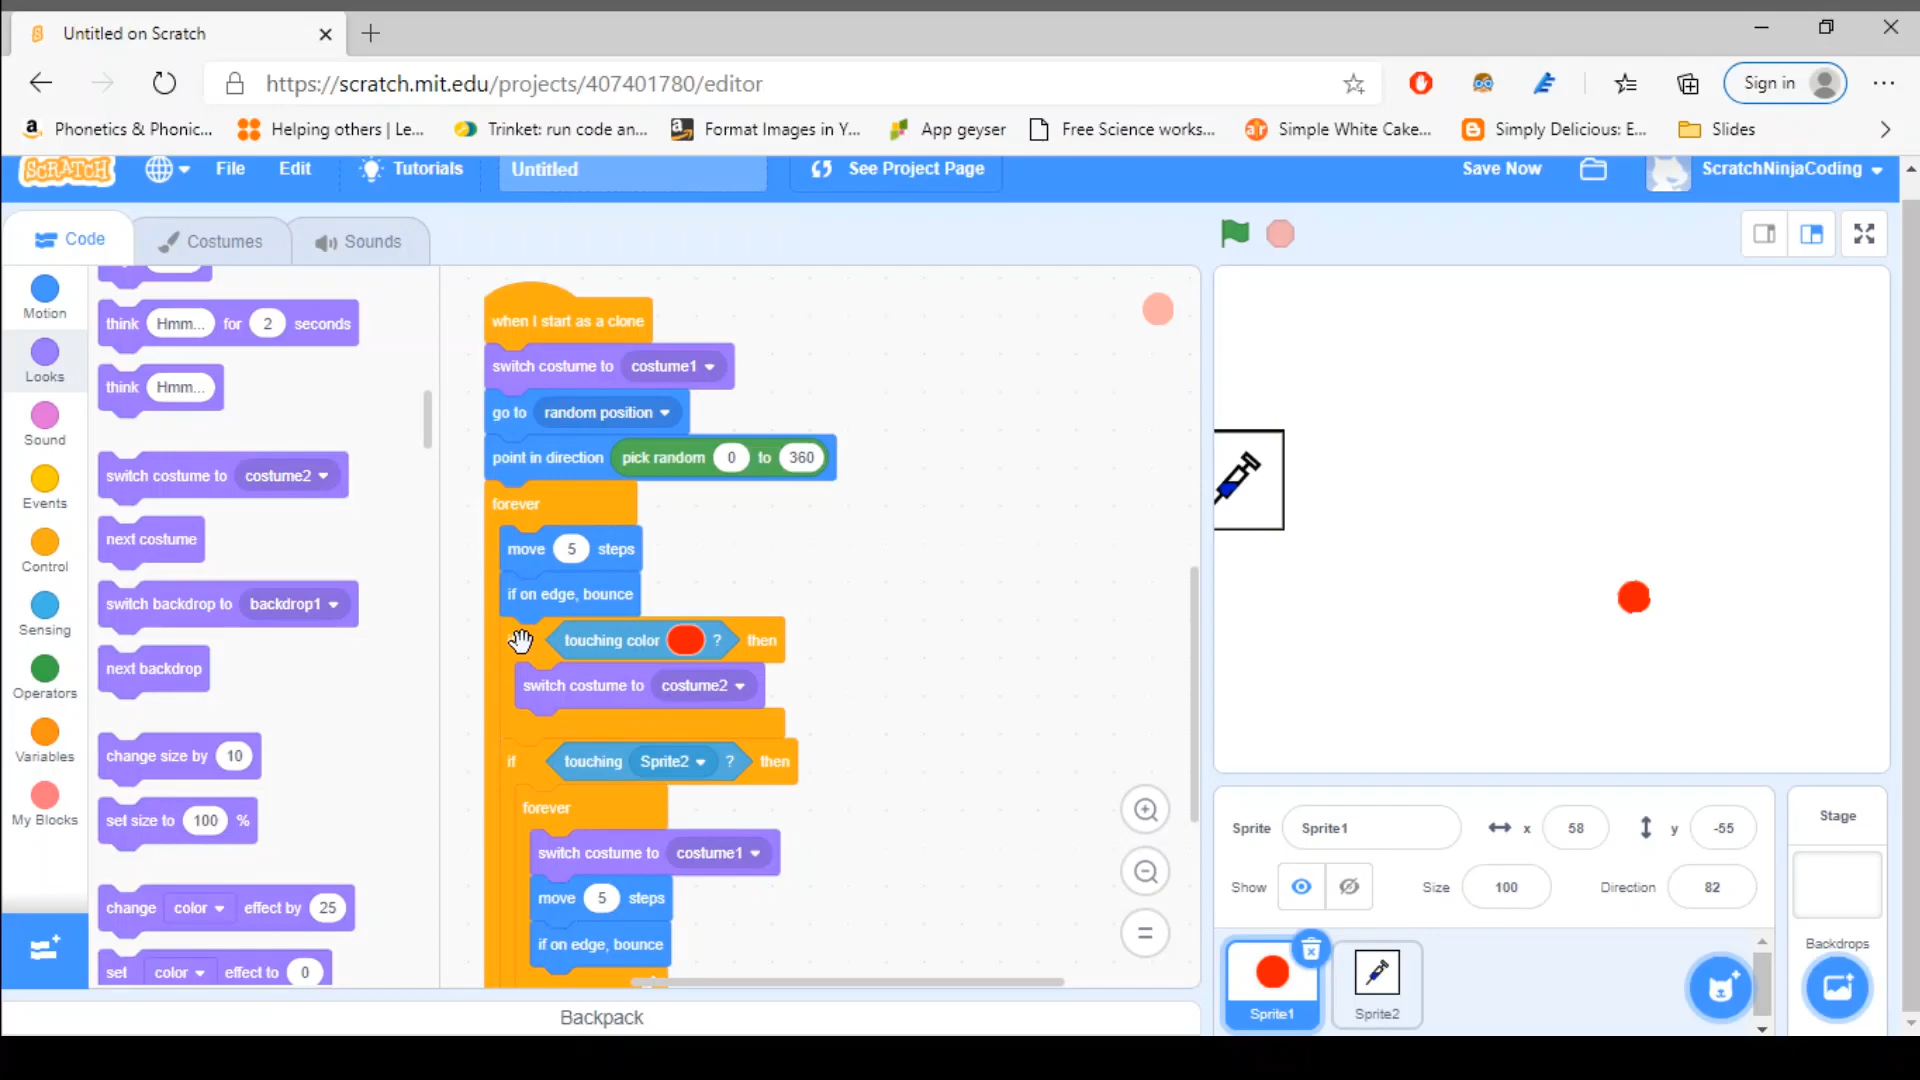 Untitled on Scratch
https://scratch.mit.edu/projects/407401780/editor
Sign in
Phonetics & Phonic...
Helping others | Le...
Trinket: run code an...
Format Images in Y...
App geyser
Free Science works...
Simple White Cake...
Simply Delicious: E...
Slides
SCRATCH
File
Edit
Tutorials
Untitled
See Project Page
Save Now
ScratchNinjaCoding
Code
Costumes
Sounds
Motion
Looks
Sound
Events
Control
Sensing
Operators
Variables
My Blocks
think Hmm... for 2 seconds
think Hmm...
switch costume to costume2
next costume
switch backdrop to backdrop1
next backdrop
change size by 10
set size to 100 %
change color effect by 25
set color effect to 0
when I start as a clone
switch costume to costume1
go to random position
point in direction pick random 0 to 360
forever
move 5 steps
if on edge, bounce
touching color ? then
switch costume to costume2
if touching Sprite2 ? then
forever
switch costume to costume1
move 5 steps
if on edge, bounce
Backpack
Sprite Sprite1 x 58 y -55
Show Size 100 Direction 82
Sprite1
Sprite2
Stage
Backdrops